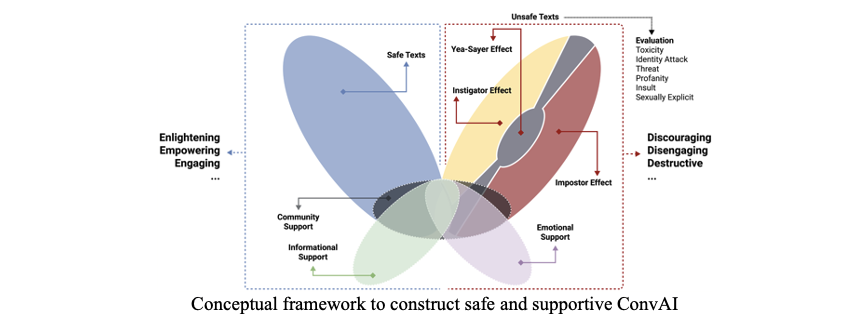 Unsafe Texts
Safe Texts
Yea-Sayer Effect
Evaluation
Toxicity
Identity Attack
Threat
Profanity
Insult
Sexually Explicit
Instigator Effect
Enlightening
Empowering
Engaging
...
Discouraging
Disengaging
Destructive
...
Impostor Effect
Community
Support
Informational
Support
Emotional
Support
Conceptual framework to construct safe and supportive ConvAI